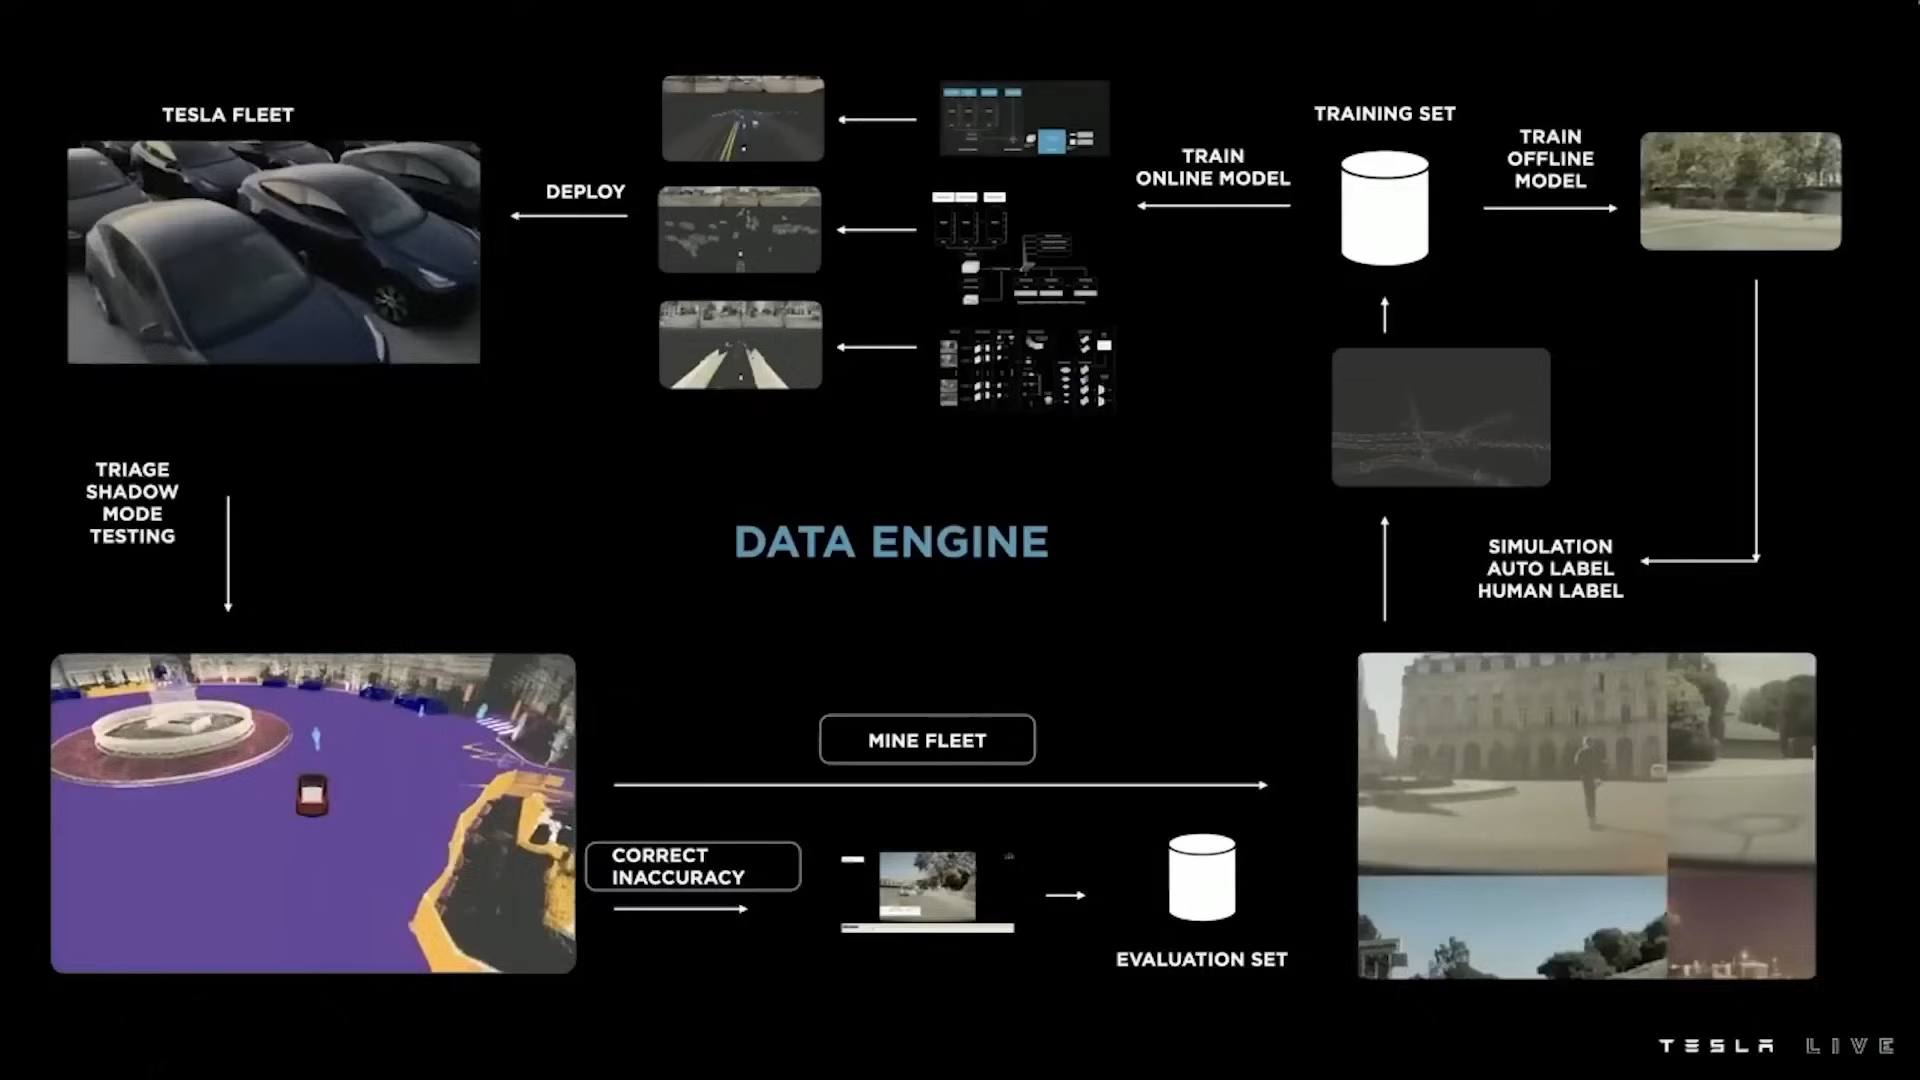 TESLA FLEET
DEPLOY
TRAIN
ONLINE MODEL
TRAINING SET
TRAIN
OFFLINE
MODEL
TRIAGE
SHADOW
MODE
TESTING
DATA ENGINE
SIMULATION
AUTO LABEL
HUMAN LABEL
MINE FLEET
CORRECT
INACCURACY
EVALUATION SET
TESLA LIVE